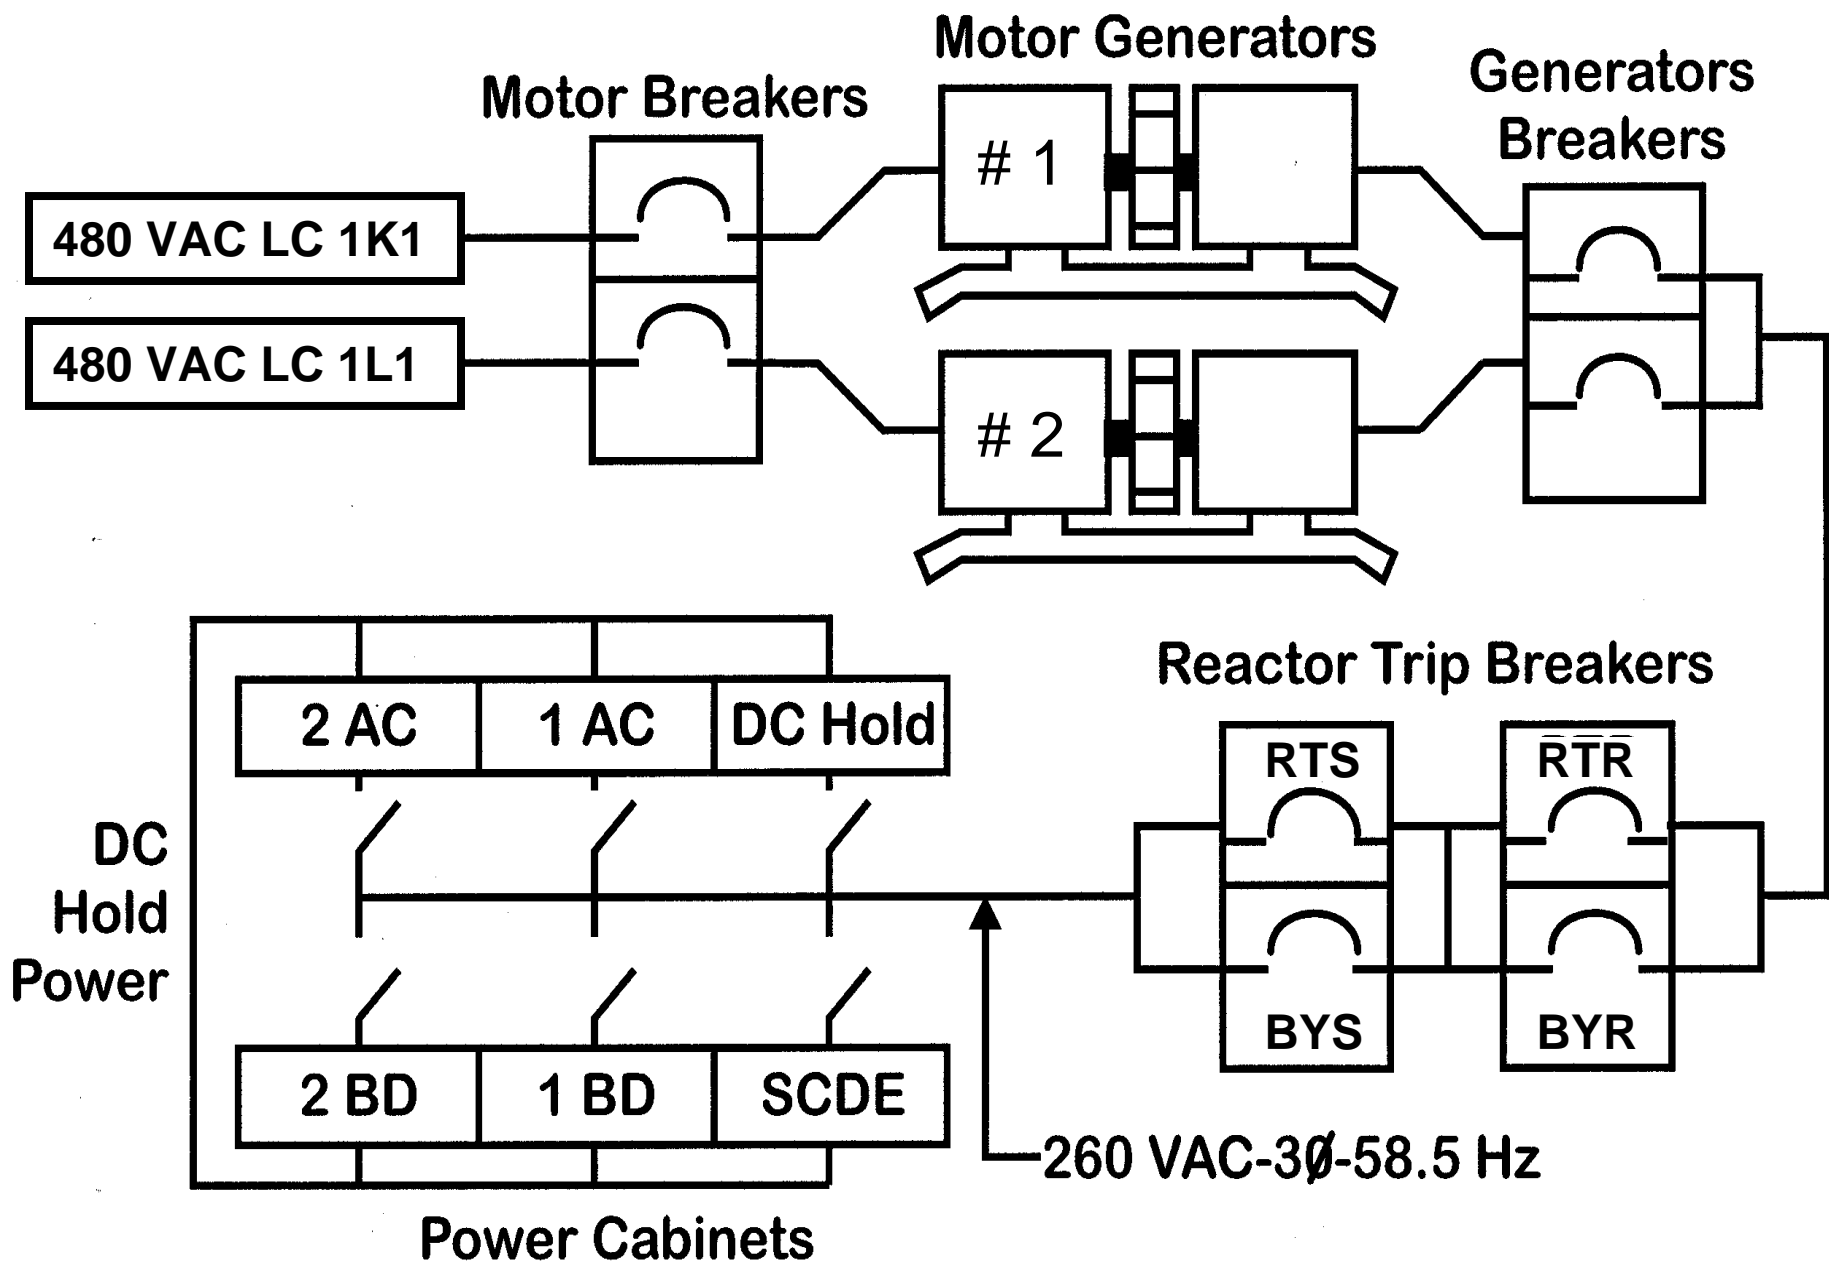 Motor Generators
Generators
Breakers
Motor Breakers
# 1
480 VAC LC 1K1
480 VAC LC 1L1
# 2
Reactor Trip Breakers
2 AC
1 AC
DC Hold
RTS
RTR
DC
Hold
Power
BYS
BYR
2 BD
1 BD
SCDE
260 VAC-3Ø-58.5 Hz
Power Cabinets